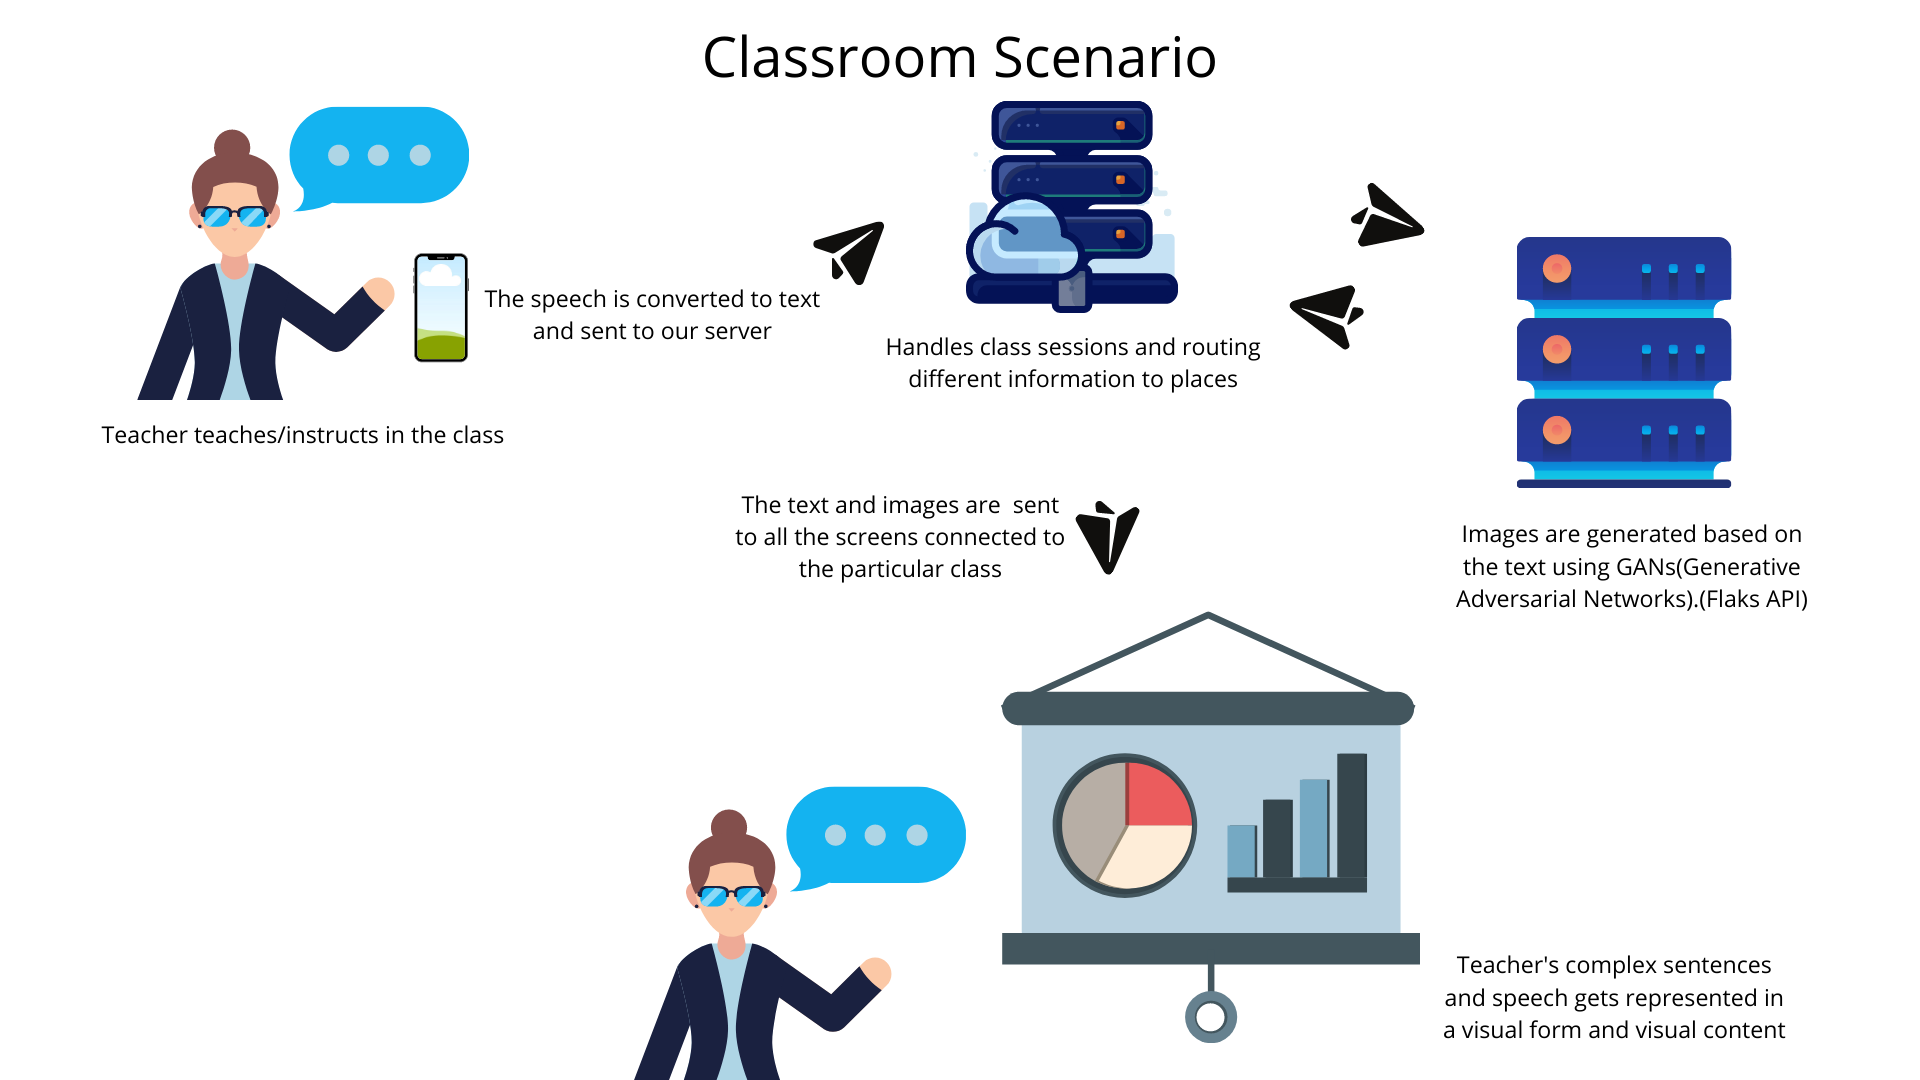 Classroom Scenario
The speech is converted to text
and sent to our server
Handles class sessions and routing
different information to places
Teacher teaches/instructs in the class
The text and images are  sent
to all the screens connected to
the particular class
Images are generated based on
the text using GANs(Generative
Adversarial Networks).(Flaks API)
Teacher's complex sentences
and speech gets represented in
a visual form and visual content